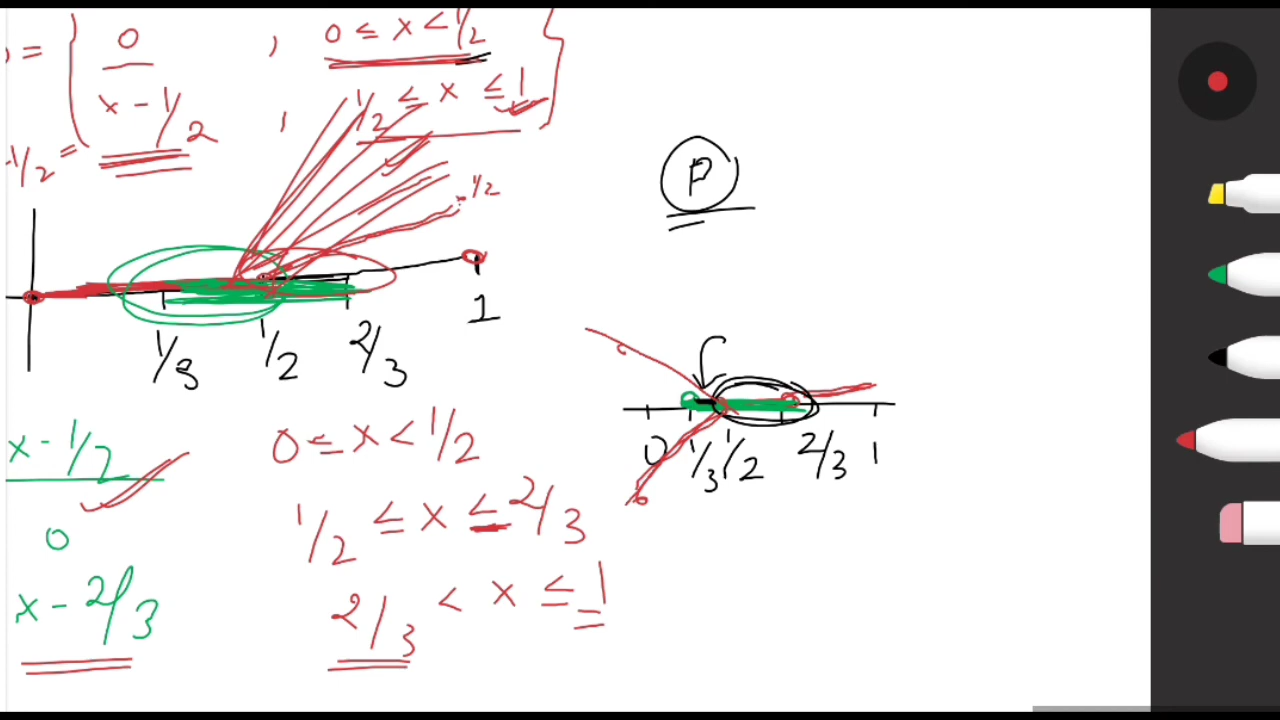 ) = { 0 , 0 ≤ x < 1/2
x - 1/2 , 1/2 ≤ x ≤ 1 }
-1/2 =
1/2
P
1/3 1/2 2/3 1
0 1/3 1/2 2/3 1
x - 1/2 0 ≤ x < 1/2
0 1/2 ≤ x ≤ 2/3
x - 2/3 2/3 < x ≤ 1